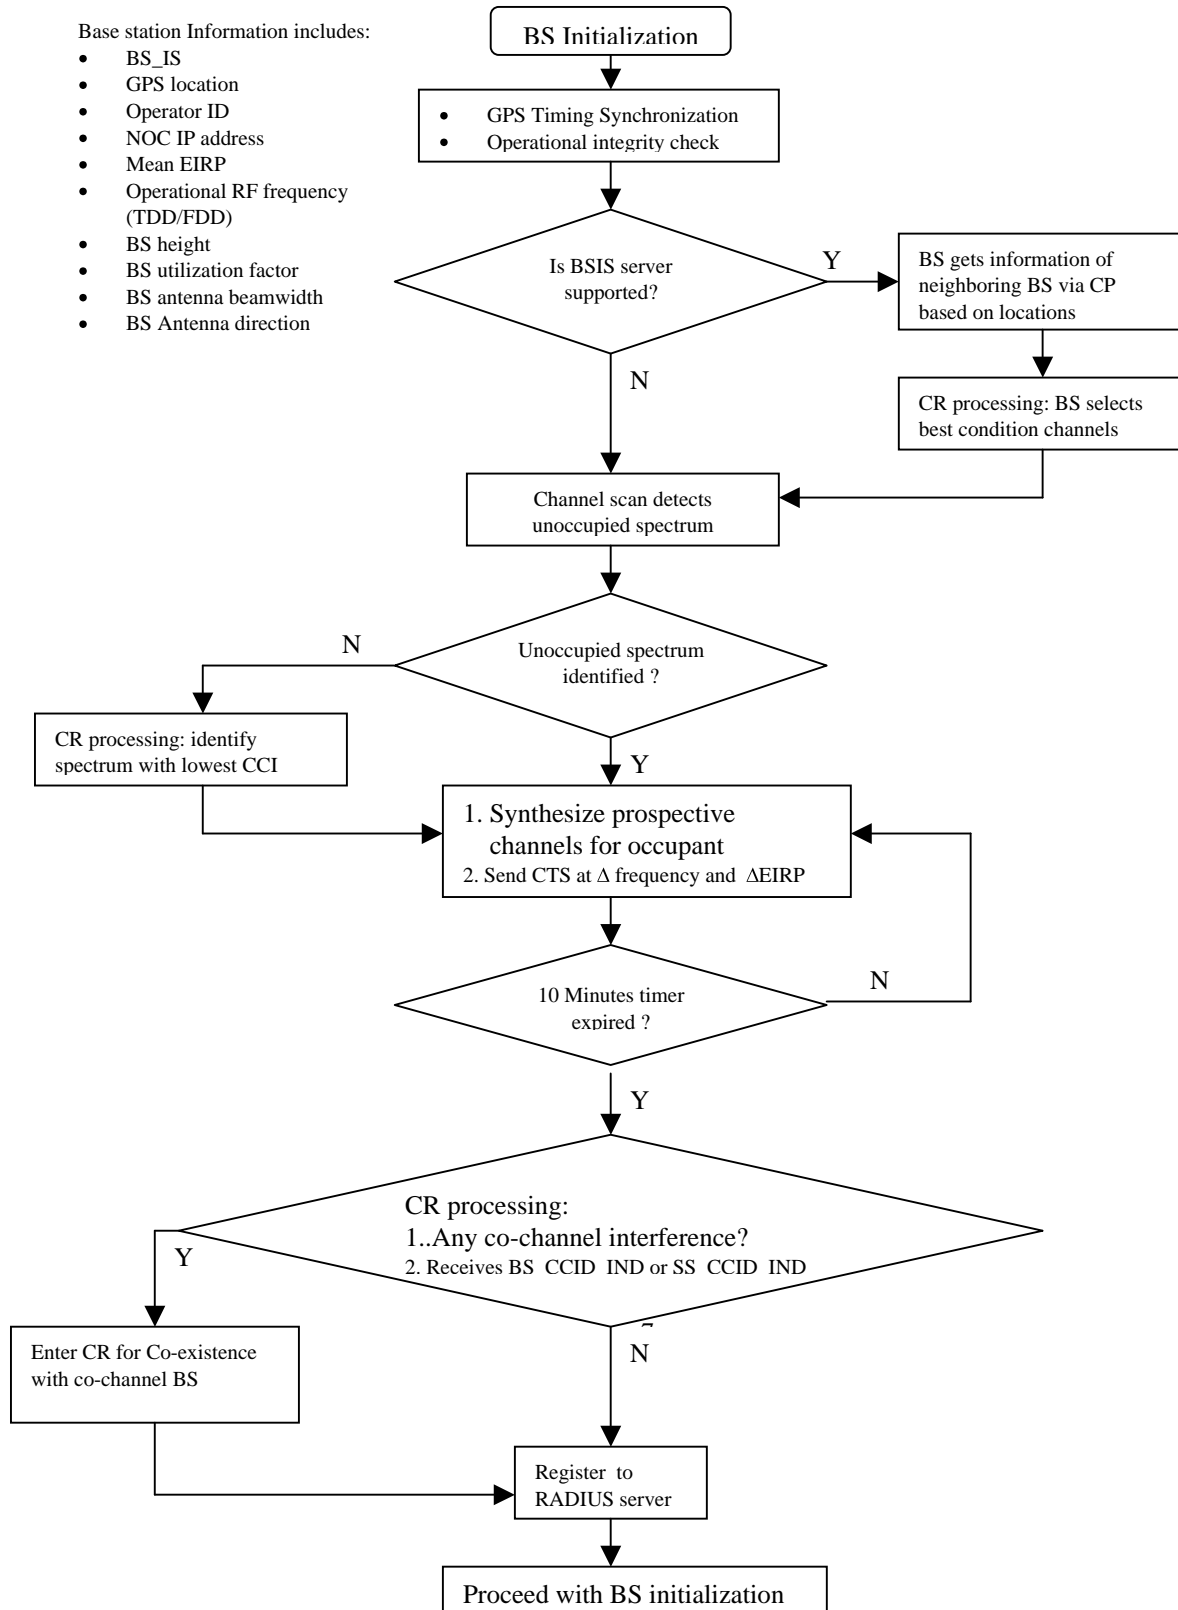 Base station Information includes:
• BS_IS
• GPS location
• Operator ID
• NOC IP address
• Mean EIRP
• Operational RF frequency
(TDD/FDD)
• BS height
• BS utilization factor
• BS antenna beamwidth
• BS Antenna direction
BS Initialization
• GPS Timing Synchronization
• Operational integrity check
Is BSIS server
supported?
Y
BS gets information of
neighboring BS via CP
based on locations
N
CR processing: BS selects
best condition channels
Channel scan detects
unoccupied spectrum
N
Unoccupied spectrum
identified ?
CR processing: identify
spectrum with lowest CCI
Y
1. Synthesize prospective
channels for occupant
2. Send CTS at Δ frequency and ΔEIRP
10 Minutes timer
expired ?
N
Y
CR processing:
1..Any co-channel interference?
2. Receives BS CCID IND or SS CCID IND
Y
N
Enter CR for Co-existence
with co-channel BS
Register to
RADIUS server
Proceed with BS initialization